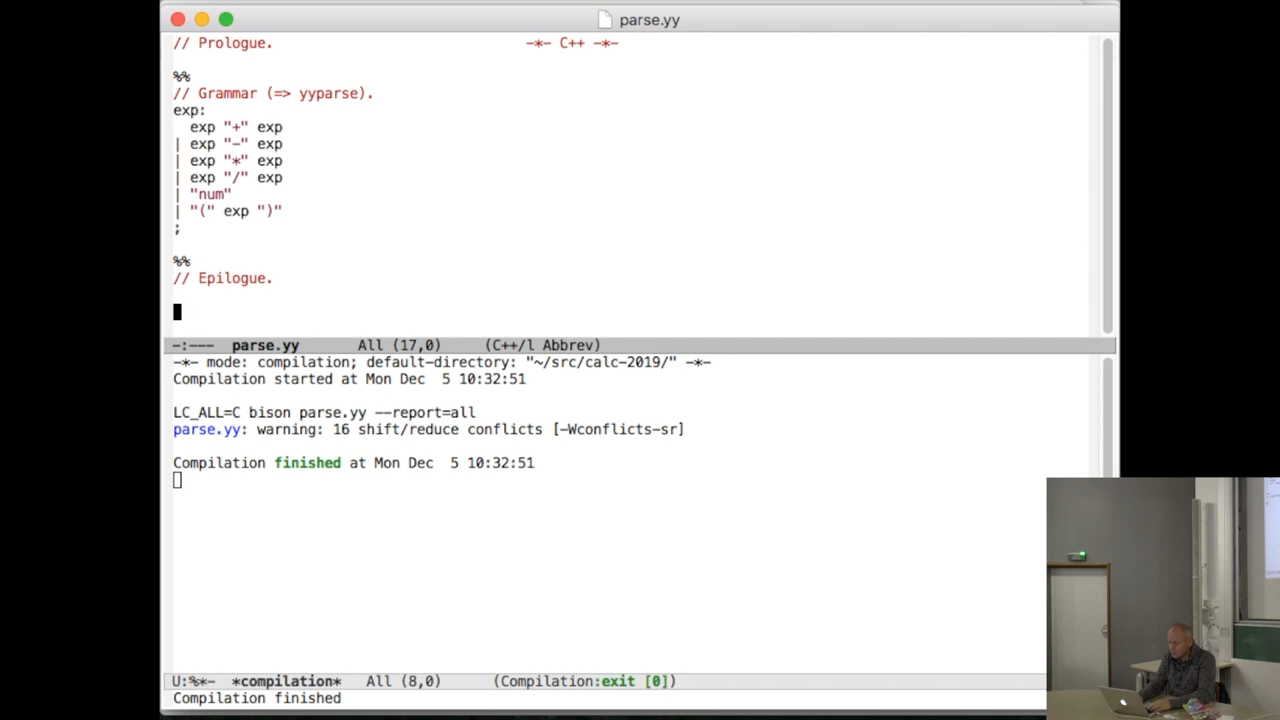 parse.yy
// Prologue. -*- C++ -*-
%%
// Grammar (=> yyparse).
exp:
exp "+" exp
| exp "-" exp
| exp "*" exp
| exp "/" exp
| "num"
| "(" exp ")"
;
%%
// Epilogue.
-:--- parse.yy All (17,0) (C++/l Abbrev)
-*- mode: compilation; default-directory: "~/src/calc-2019/" -*-
Compilation started at Mon Dec 5 10:32:51
LC_ALL=C bison parse.yy --report=all
parse.yy: warning: 16 shift/reduce conflicts [-Wconflicts-sr]
Compilation finished at Mon Dec 5 10:32:51
U:%*- *compilation* All (8,0) (Compilation:exit [0])
Compilation finished